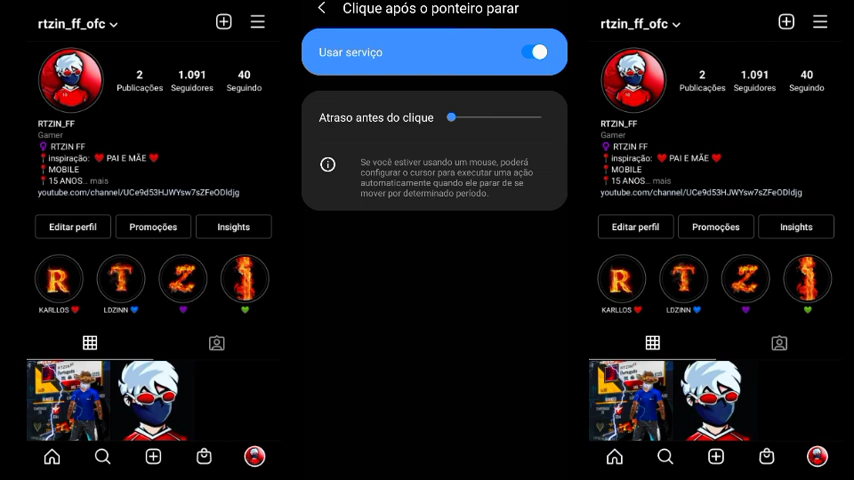 rtzin_ff_ofc
2 1.091 40
Publicações Seguidores Seguindo
RTZIN_FF
Gamer
RTZIN FF
inspiração: PAI E MÃE
MOBILE
15 ANOS... mais
youtube.com/channel/UCe9d53HJWYsw7sZFeODldjg
Editar perfil Promoções Insights
R T Z I
KARLLOS LDZINN
Clique após o ponteiro parar
Usar serviço
Atraso antes do clique
Se você estiver usando um mouse, poderá
configurar o cursor para executar uma ação
automaticamente quando ele parar de se
mover por determinado período.
rtzin_ff_ofc
2 1.091 40
Publicações Seguidores Seguindo
RTZIN_FF
Gamer
RTZIN FF
inspiração: PAI E MÃE
MOBILE
15 ANOS... mais
youtube.com/channel/UCe9d53HJWYsw7sZFeODldjg
Editar perfil Promoções Insights
R T Z I
KARLLOS LDZINN